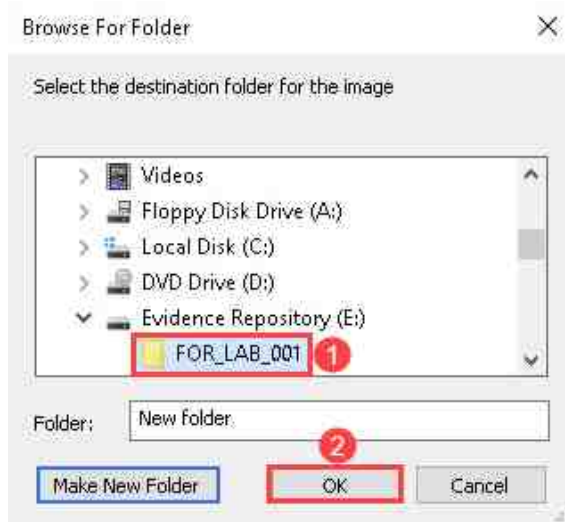 Browse For Folder
Select the destination folder for the image
Videos
Floppy Disk Drive (A:)
Local Disk (C:)
DVD Drive (D:)
Evidence Repository (E:)
FOR_LAB_001 1
Folder: New folder
2
Make New Folder OK Cancel